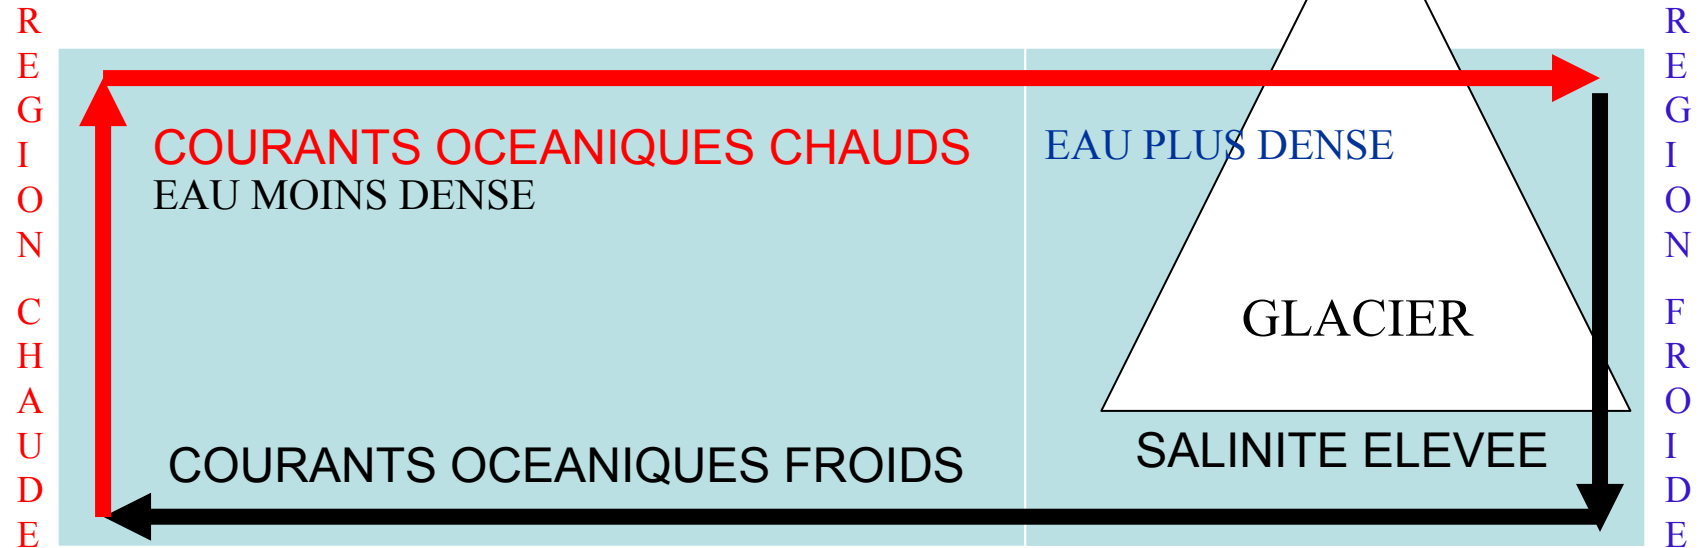 REGION CHAUDE
COURANTS OCEANIQUES CHAUDS
EAU MOINS DENSE
EAU PLUS DENSE
GLACIER
SALINITE ELEVEE
COURANTS OCEANIQUES FROIDS
REGION FROIDE